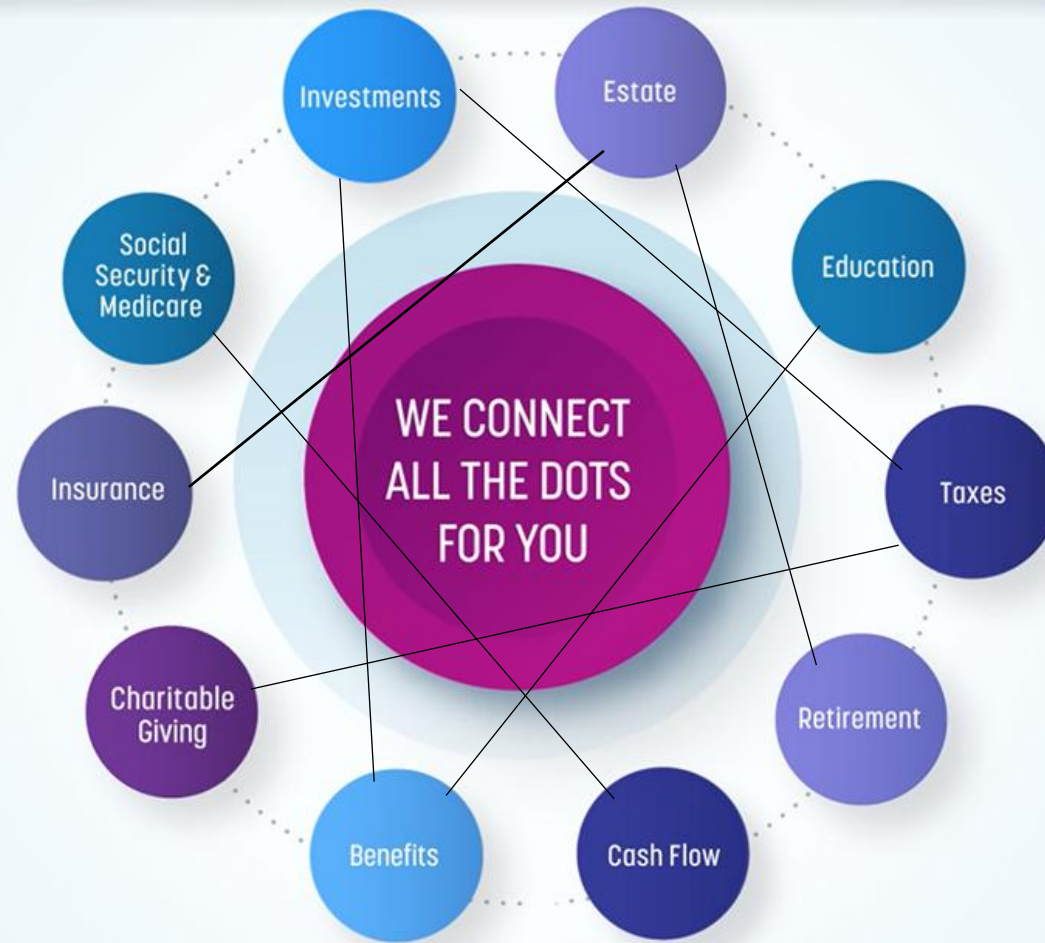 Investments
Estate
Social
Security &
Medicare
Education
WE CONNECT
ALL THE DOTS
FOR YOU
Insurance
Taxes
Charitable
Giving
Retirement
Benefits
Cash Flow